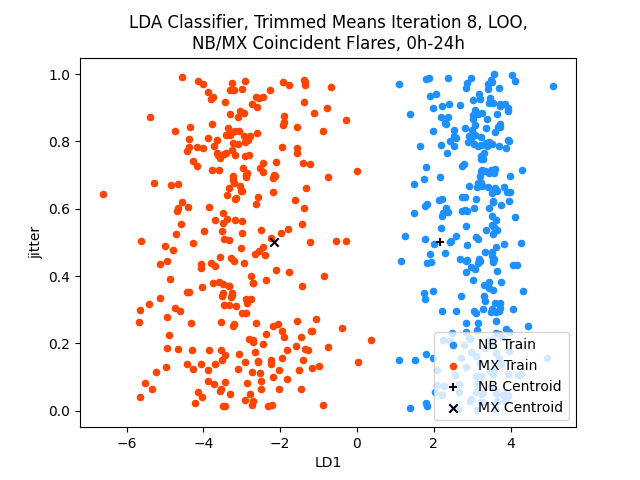 LDA Classifier, Trimmed Means Iteration 8, LOO,
NB/MX Coincident Flares, 0h-24h
1.0
0.8
0.6
0.4
0.2
0.0
jitter
−6
−4
−2
0
2
4
LD1
NB Train
MX Train
NB Centroid
MX Centroid